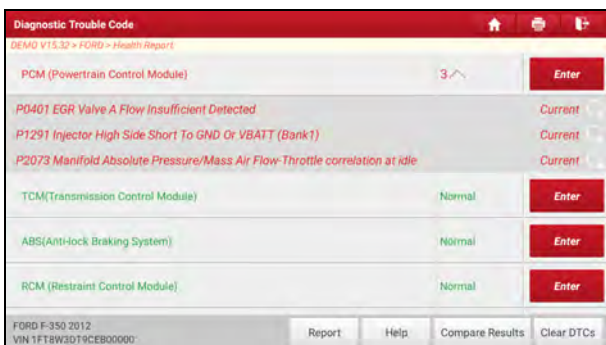 Diagnostic Trouble Code
DEMO V15.32 > FORD > Health Report
PCM (Powertrain Control Module) 3 Enter
P0401 EGR Valve A Flow Insufficient Detected Current
P1291 Injector High Side Short To GND Or VBATT (Bank1) Current
P2073 Manifold Absolute Pressure/Mass Air Flow-Throttle correlation at idle Current
TCM(Transmission Control Module) Normal Enter
ABS(Anti-lock Braking System) Normal Enter
RCM (Restraint Control Module) Normal Enter
FORD F-350 2012
VIN 1FT8W3DT9CEB00000
Report Help Compare Results Clear DTCs